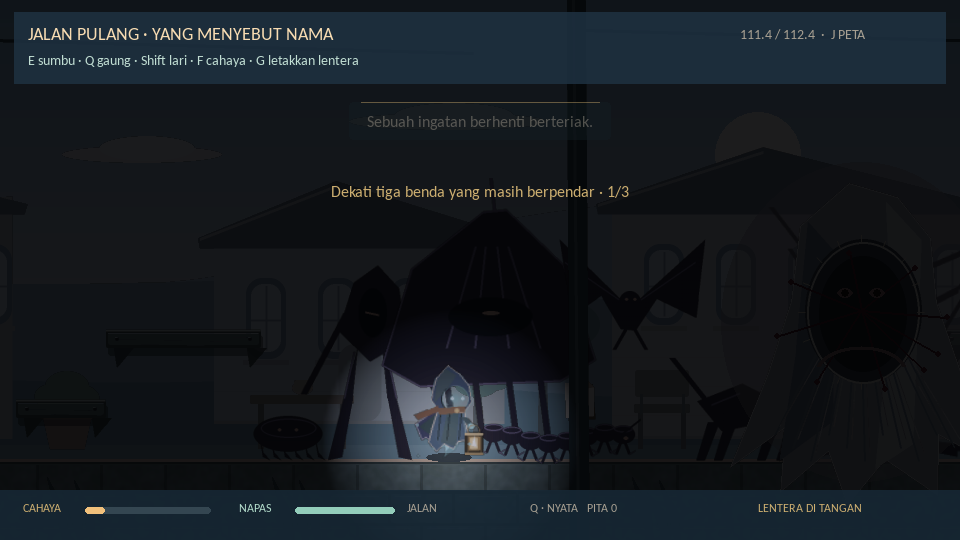 JALAN PULANG · YANG MENYEBUT NAMA
111.4 / 112.4 · J PETA
E sumbu · Q gaung · Shift lari · F cahaya · G letakkan lentera
Sebuah ingatan berhenti berteriak.
Dekati tiga benda yang masih berpendar · 1/3
CAHAYA
NAPAS
JALAN
Q · NYATA PITA 0
LENTERA DI TANGAN